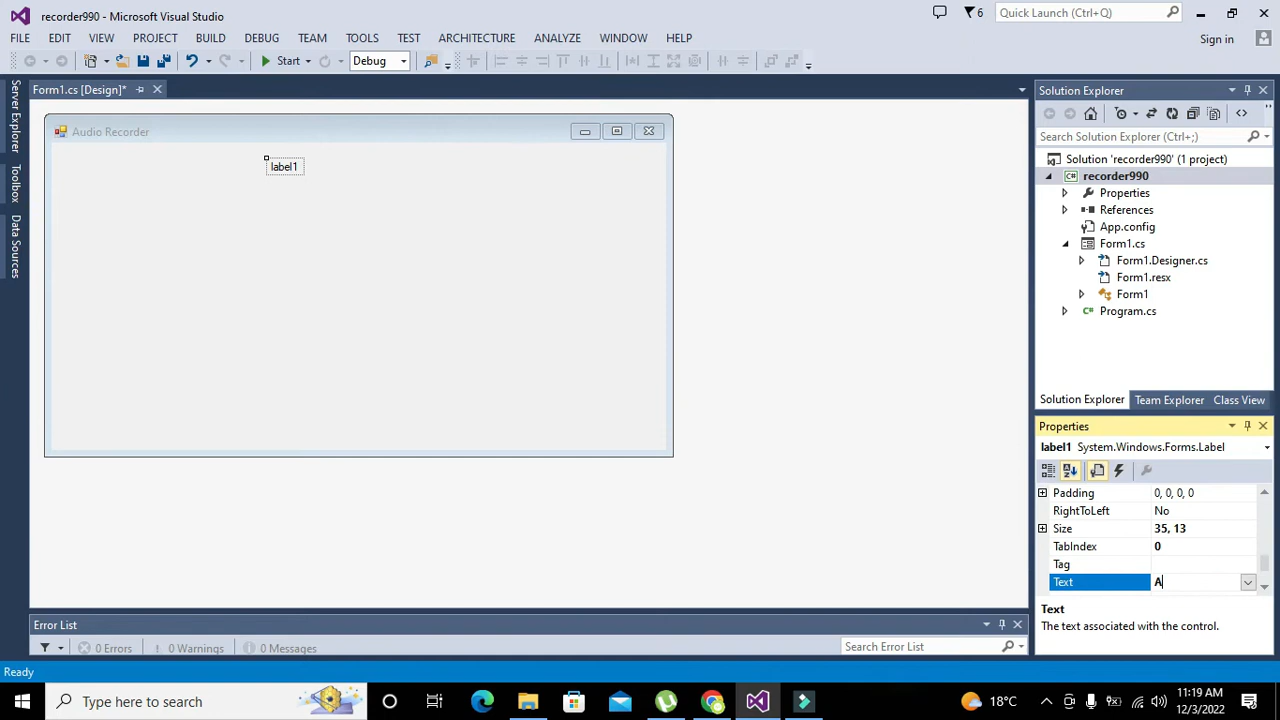 recorder990 - Microsoft Visual Studio
6
Quick Launch (Ctrl+Q)
FILE EDIT VIEW PROJECT BUILD DEBUG TEAM TOOLS TEST ARCHITECTURE ANALYZE WINDOW HELP
Sign in
Start Debug
Server Explorer
Toolbox
Data Sources
Form1.cs [Design]*
Audio Recorder
label1
Solution Explorer
Search Solution Explorer (Ctrl+;)
Solution 'recorder990' (1 project)
C# recorder990
Properties
References
App.config
Form1.cs
Form1.Designer.cs
Form1.resx
Form1
C# Program.cs
Solution Explorer Team Explorer Class View
Properties
label1 System.Windows.Forms.Label
Padding 0, 0, 0, 0
RightToLeft No
Size 35, 13
TabIndex 0
Tag
Text A
Text
The text associated with the control.
Error List
0 Errors 0 Warnings 0 Messages
Search Error List
Ready
Type here to search
18°C
11:19 AM
12/3/2022